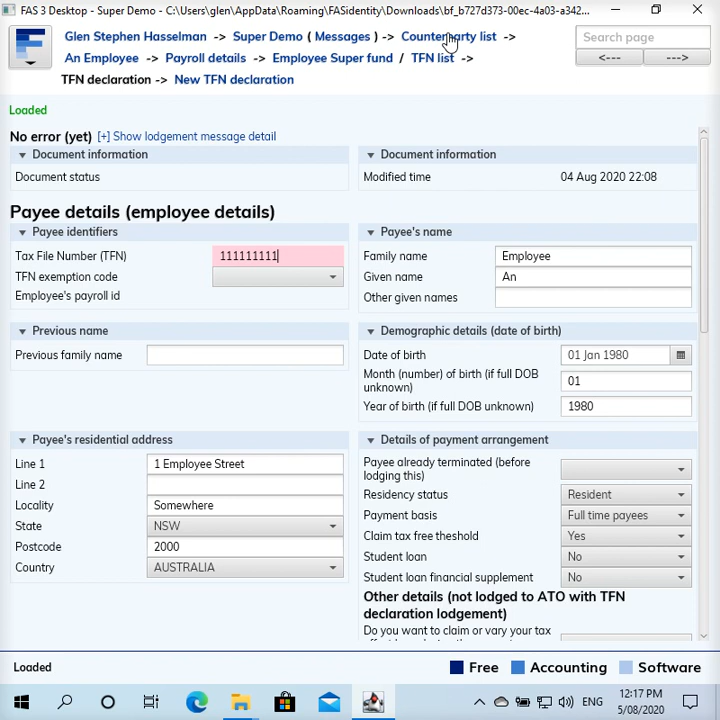 FAS 3 Desktop - Super Demo - C:\Users\glen\AppData\Roaming\FASidentity\Downloads\bf_b727d373-00ec-4a03-a342...
Glen Stephen Hasselman -> Super Demo ( Messages ) -> Counterparty list ->
An Employee -> Payroll details -> Employee Super fund / TFN list ->
TFN declaration -> New TFN declaration
Search page
<--- --->
Loaded
No error (yet) [+] Show lodgement message detail
Document information
Document status
Document information
Modified time 04 Aug 2020 22:08
Payee details (employee details)
Payee identifiers
Tax File Number (TFN) 111111111
TFN exemption code
Employee's payroll id
Payee's name
Family name Employee
Given name An
Other given names
Previous name
Previous family name
Demographic details (date of birth)
Date of birth 01 Jan 1980
Month (number) of birth (if full DOB
unknown) 01
Year of birth (if full DOB unknown) 1980
Payee's residential address
Line 1 1 Employee Street
Line 2
Locality Somewhere
State NSW
Postcode 2000
Country AUSTRALIA
Details of payment arrangement
Payee already terminated (before
lodging this)
Residency status Resident
Payment basis Full time payees
Claim tax free theshold Yes
Student loan No
Student loan financial supplement No
Other details (not lodged to ATO with TFN
declaration lodgement)
Do you want to claim or vary your tax
Loaded
Free Accounting Software
ENG
12:17 PM
5/08/2020